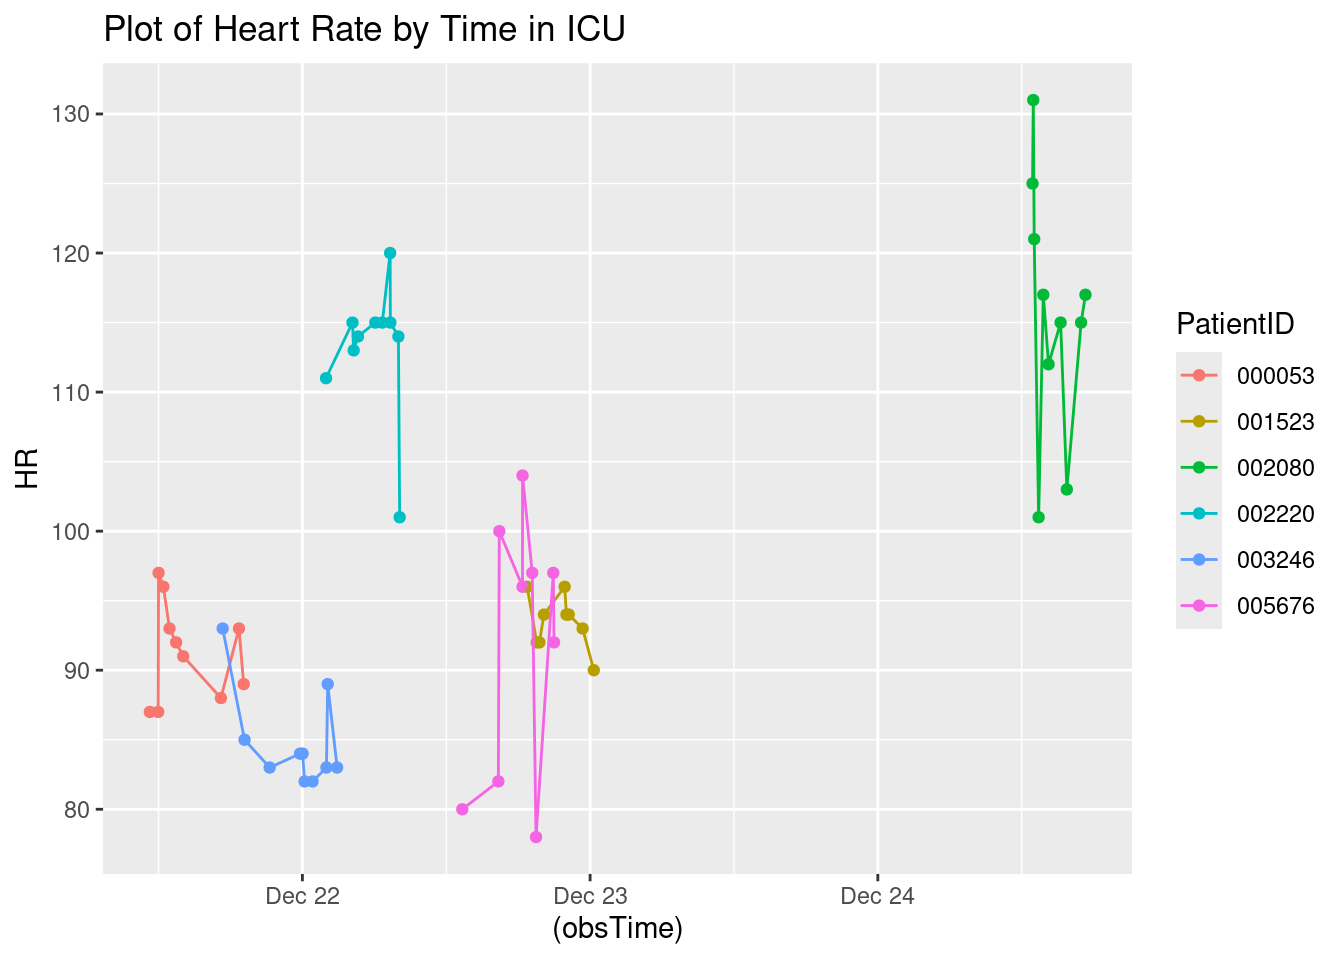 Plot of Heart Rate by Time in ICU
130
120
110
100
90
80
HR
Dec 22
Dec 23
Dec 24
(obsTime)
PatientID
000053
001523
002080
002220
003246
005676